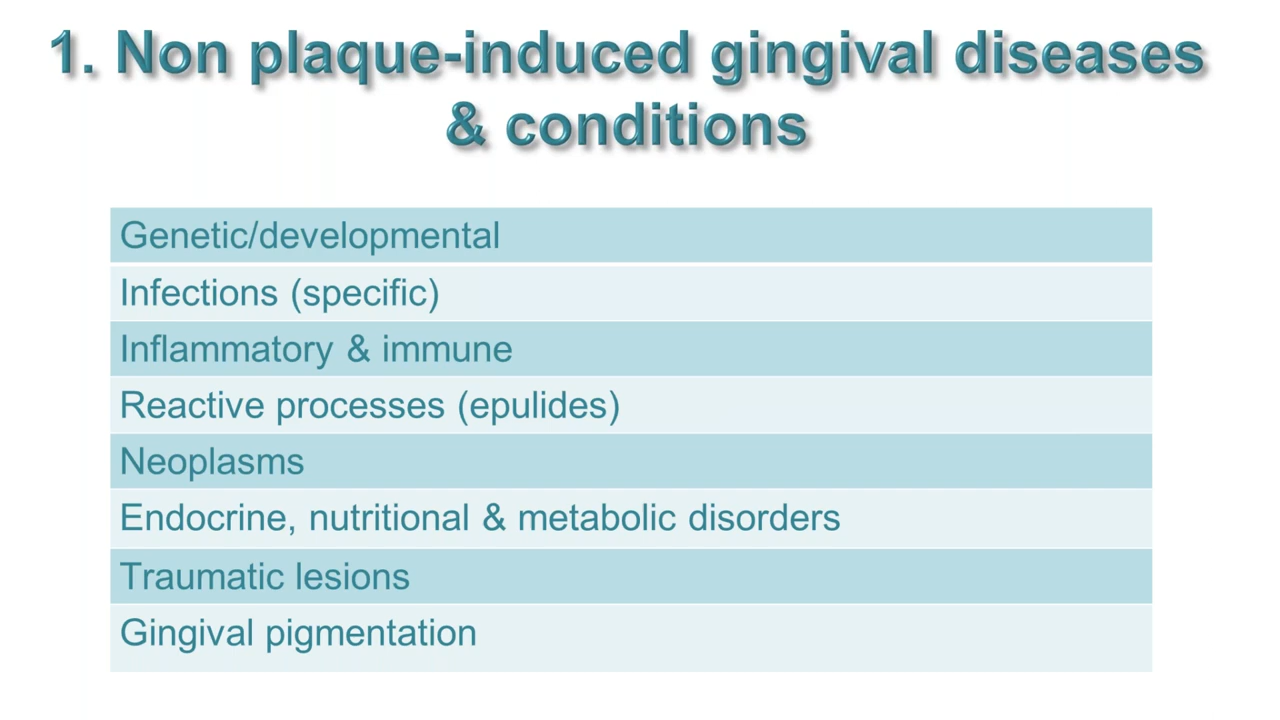 1. Non plaque-induced gingival diseases
& conditions
Genetic/developmental
Infections (specific)
Inflammatory & immune
Reactive processes (epulides)
Neoplasms
Endocrine, nutritional & metabolic disorders
Traumatic lesions
Gingival pigmentation